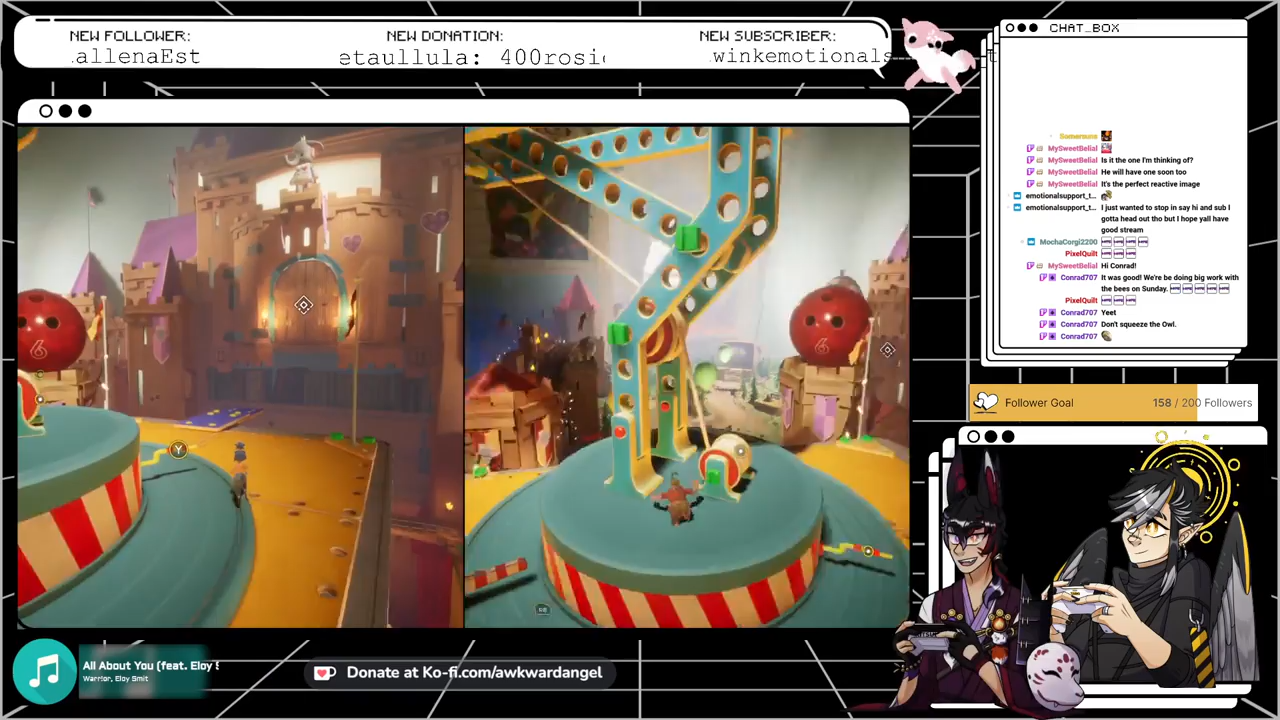 NEW FOLLOWER:
.allenaEst
NEW DONATION:
etaullula: 400rosi
NEW SUBSCRIBER:
.winkemotionals
t
CHAT_BOX
Somerouns
MySweetBelial
MySweetBelial Is it the one I'm thinking of?
MySweetBelial He will have one soon too
MySweetBelial It's the perfect reactive image
emotionalsupport_t...
emotionalsupport_t... I just wanted to stop in say hi and sub I
gotta head out tho but I hope yall have
good stream
MochaCorgi2200
PixelQuilt
MySweetBelial Hi Conrad!
Conrad707 It was good! We're be doing big work with
the bees on Sunday.
PixelQuilt
Conrad707 Yeet
Conrad707 Don't squeeze the Owl.
Conrad707
6
6
Y
Follower Goal
158 / 200 Followers
All About You (feat. Eloy S
Warr!or, Eloy Smit
Donate at Ko-fi.com/awkwardangel